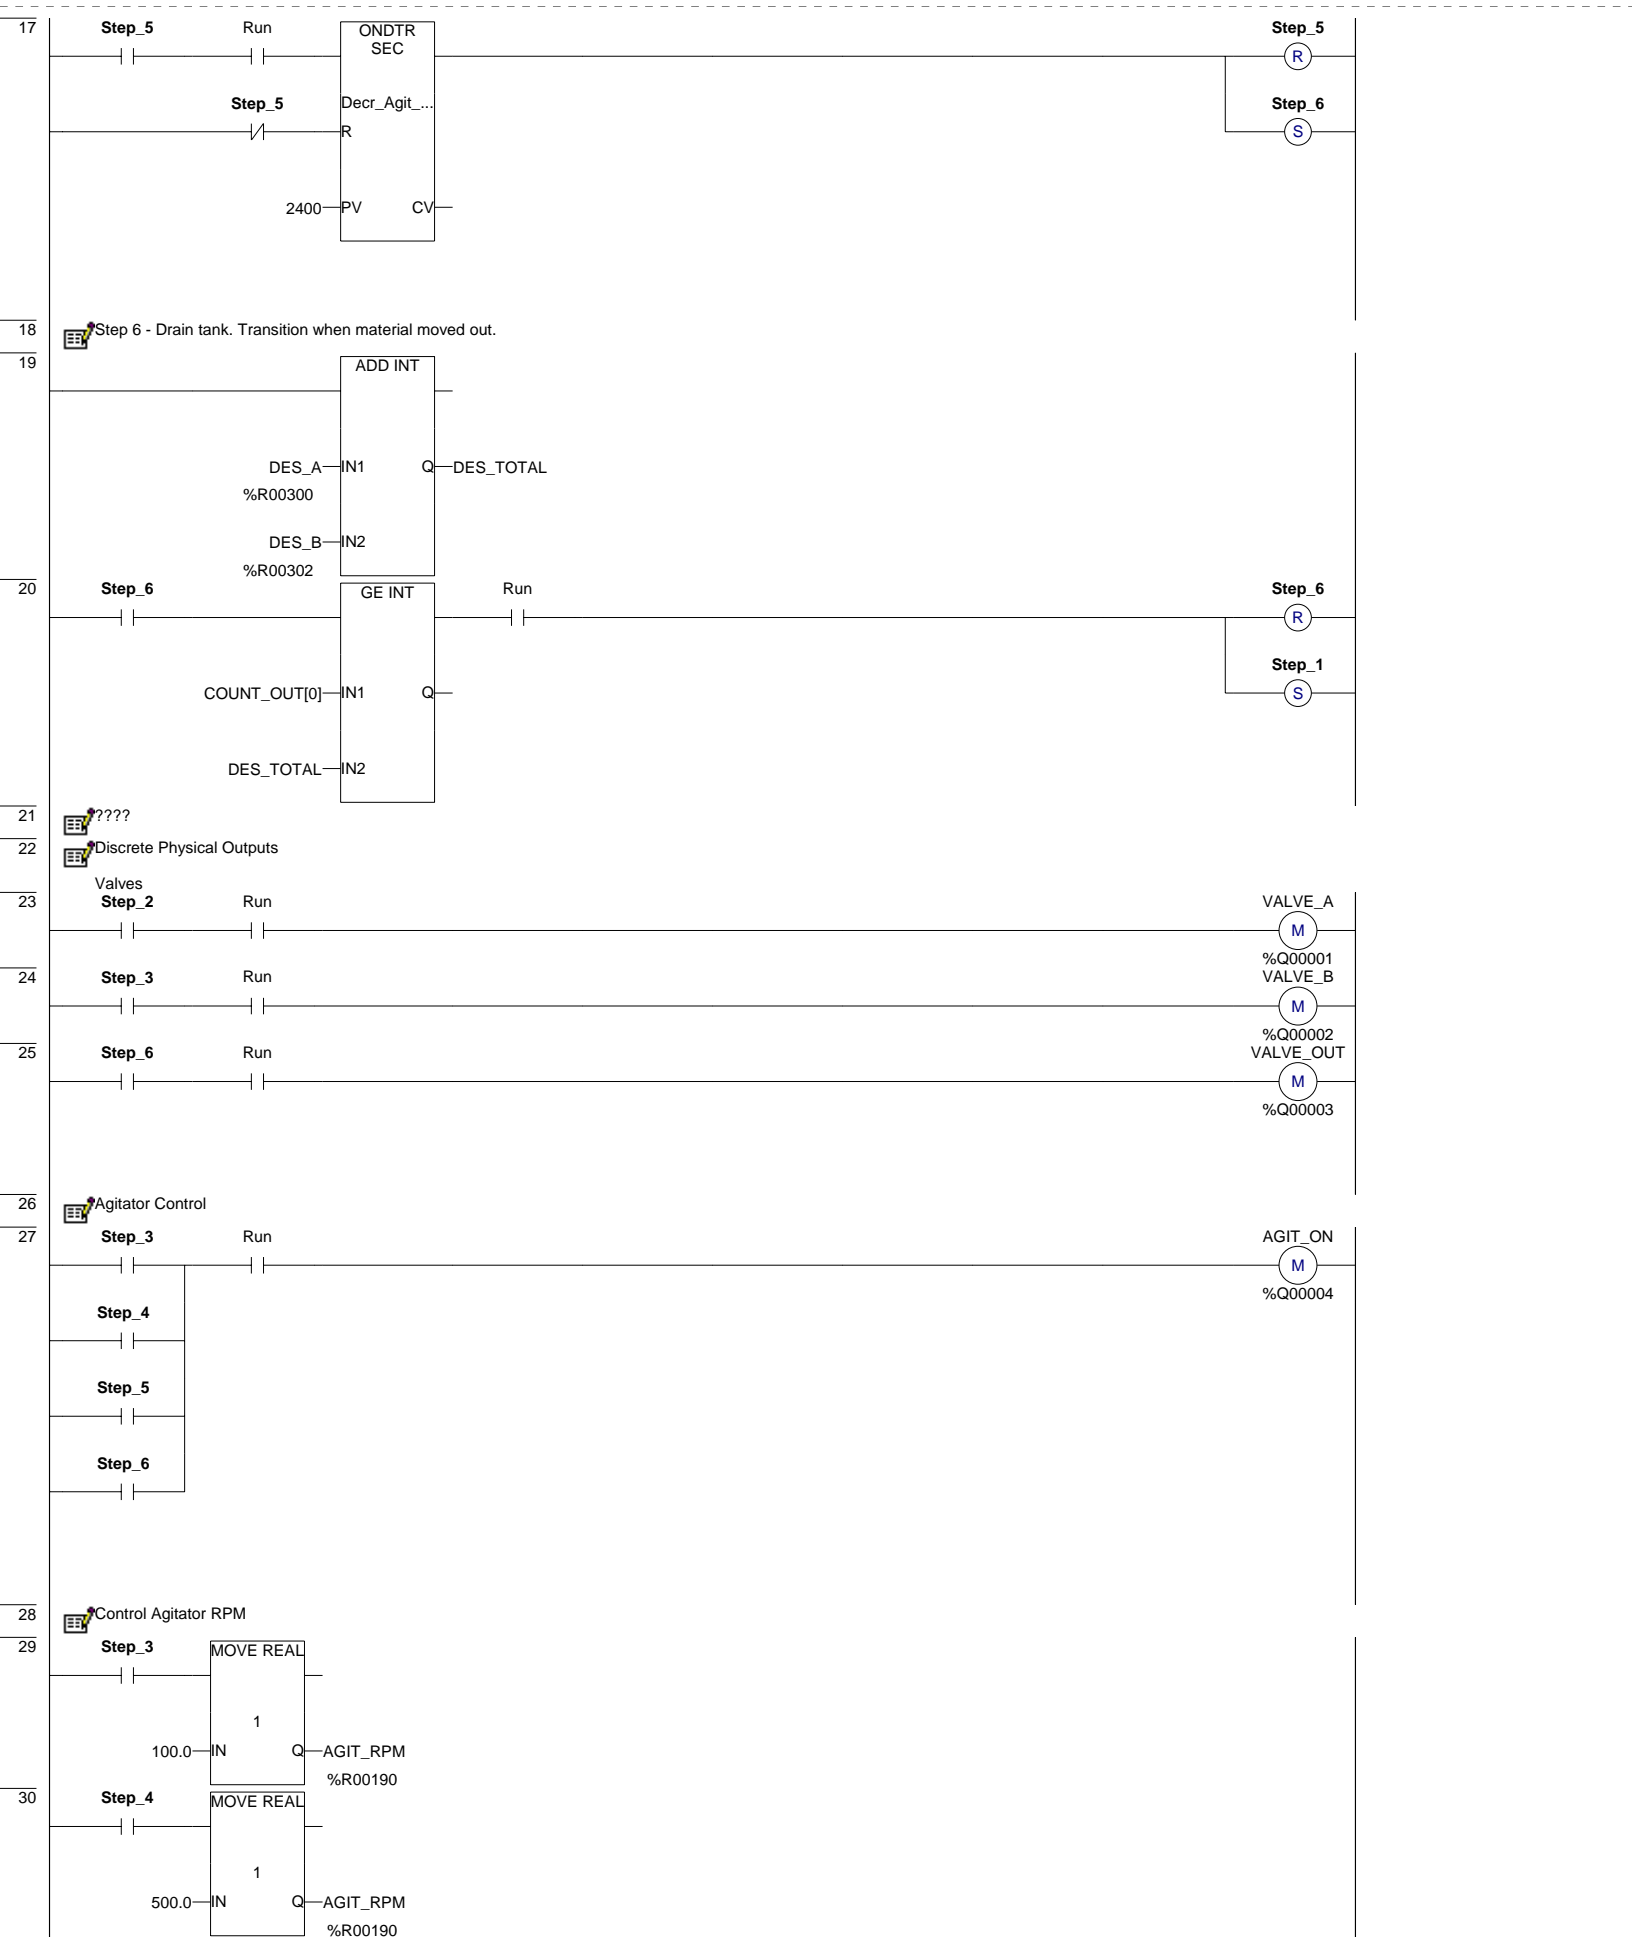 17
Step_5 Run ONDTR Step_5
SEC
R
Step_5 Decr_Agit_... Step_6
R S
2400 PV CV
18 Step 6 - Drain tank. Transition when material moved out.
19 ADD INT
DES_A IN1 Q DES_TOTAL
%R00300
DES_B IN2
%R00302
20 Step_6 GE INT Run Step_6
R
Step_1
COUNT_OUT[0] IN1 Q S
DES_TOTAL IN2
21 ????
22 Discrete Physical Outputs
Valves
23 Step_2 Run VALVE_A
M
%Q00001
24 Step_3 Run VALVE_B
M
%Q00002
25 Step_6 Run VALVE_OUT
M
%Q00003
26 Agitator Control
27 Step_3 Run AGIT_ON
M
%Q00004
Step_4
Step_5
Step_6
28 Control Agitator RPM
29 Step_3 MOVE REAL
1
100.0 IN Q AGIT_RPM
%R00190
30 Step_4 MOVE REAL
1
500.0 IN Q AGIT_RPM
%R00190